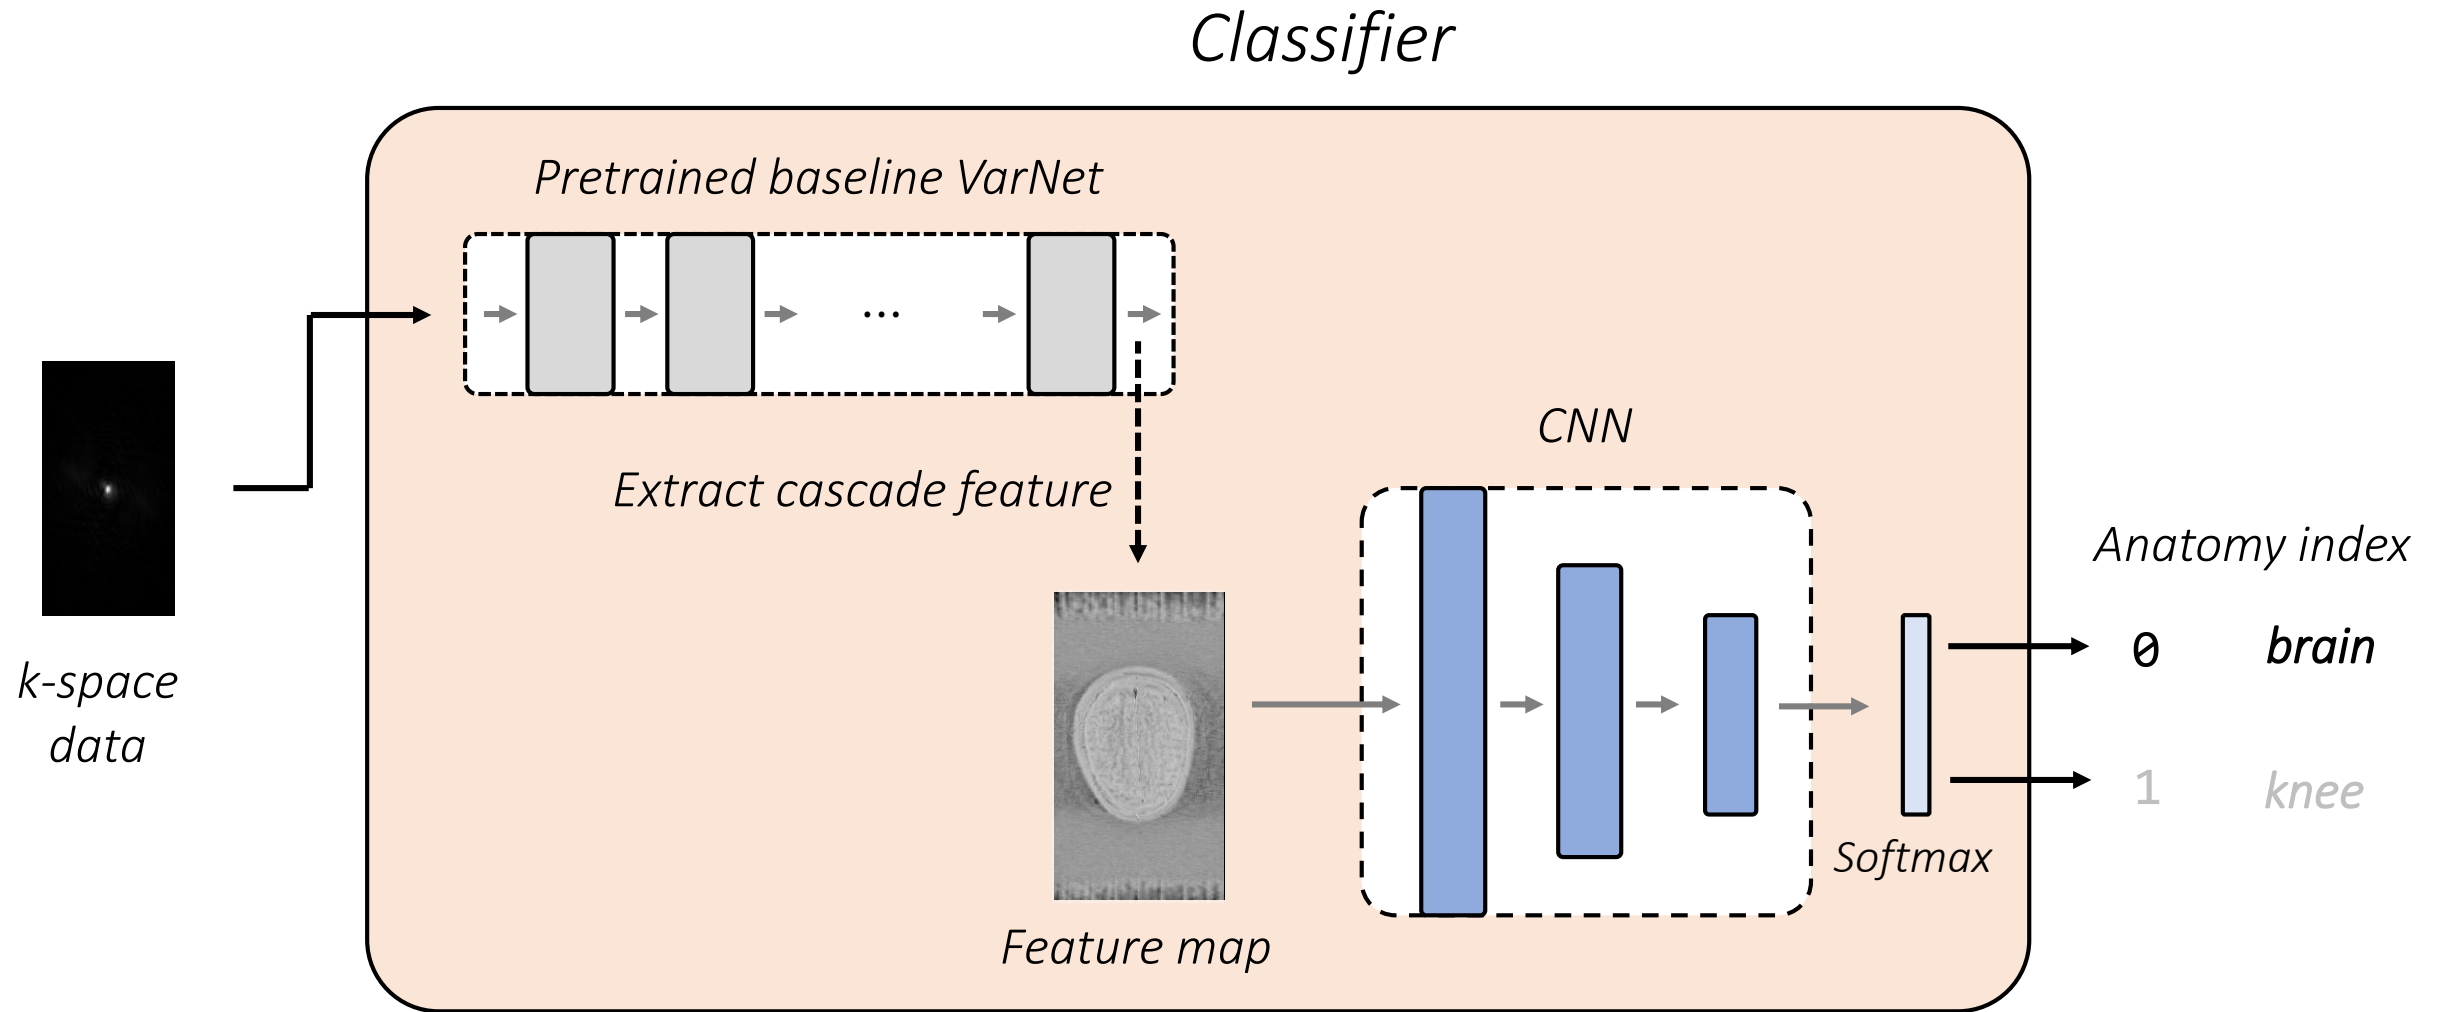 Classifier
Pretrained baseline VarNet
...
Extract cascade feature
CNN
k-space
data
Feature map
Softmax
Anatomy index
0 brain
1 knee